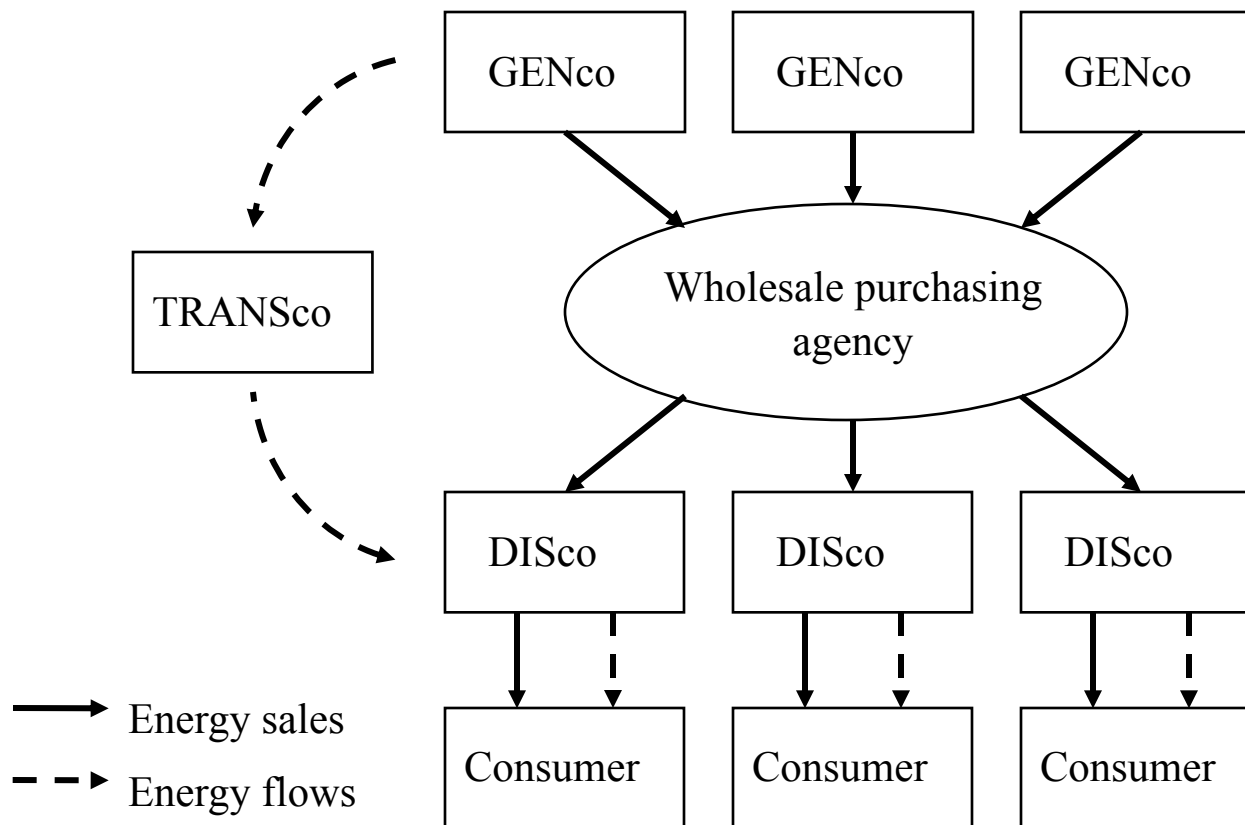 GENco
GENco
GENco
TRANSco
Wholesale purchasing
agency
DISco
DISco
DISco
Energy sales
Energy flows
Consumer
Consumer
Consumer